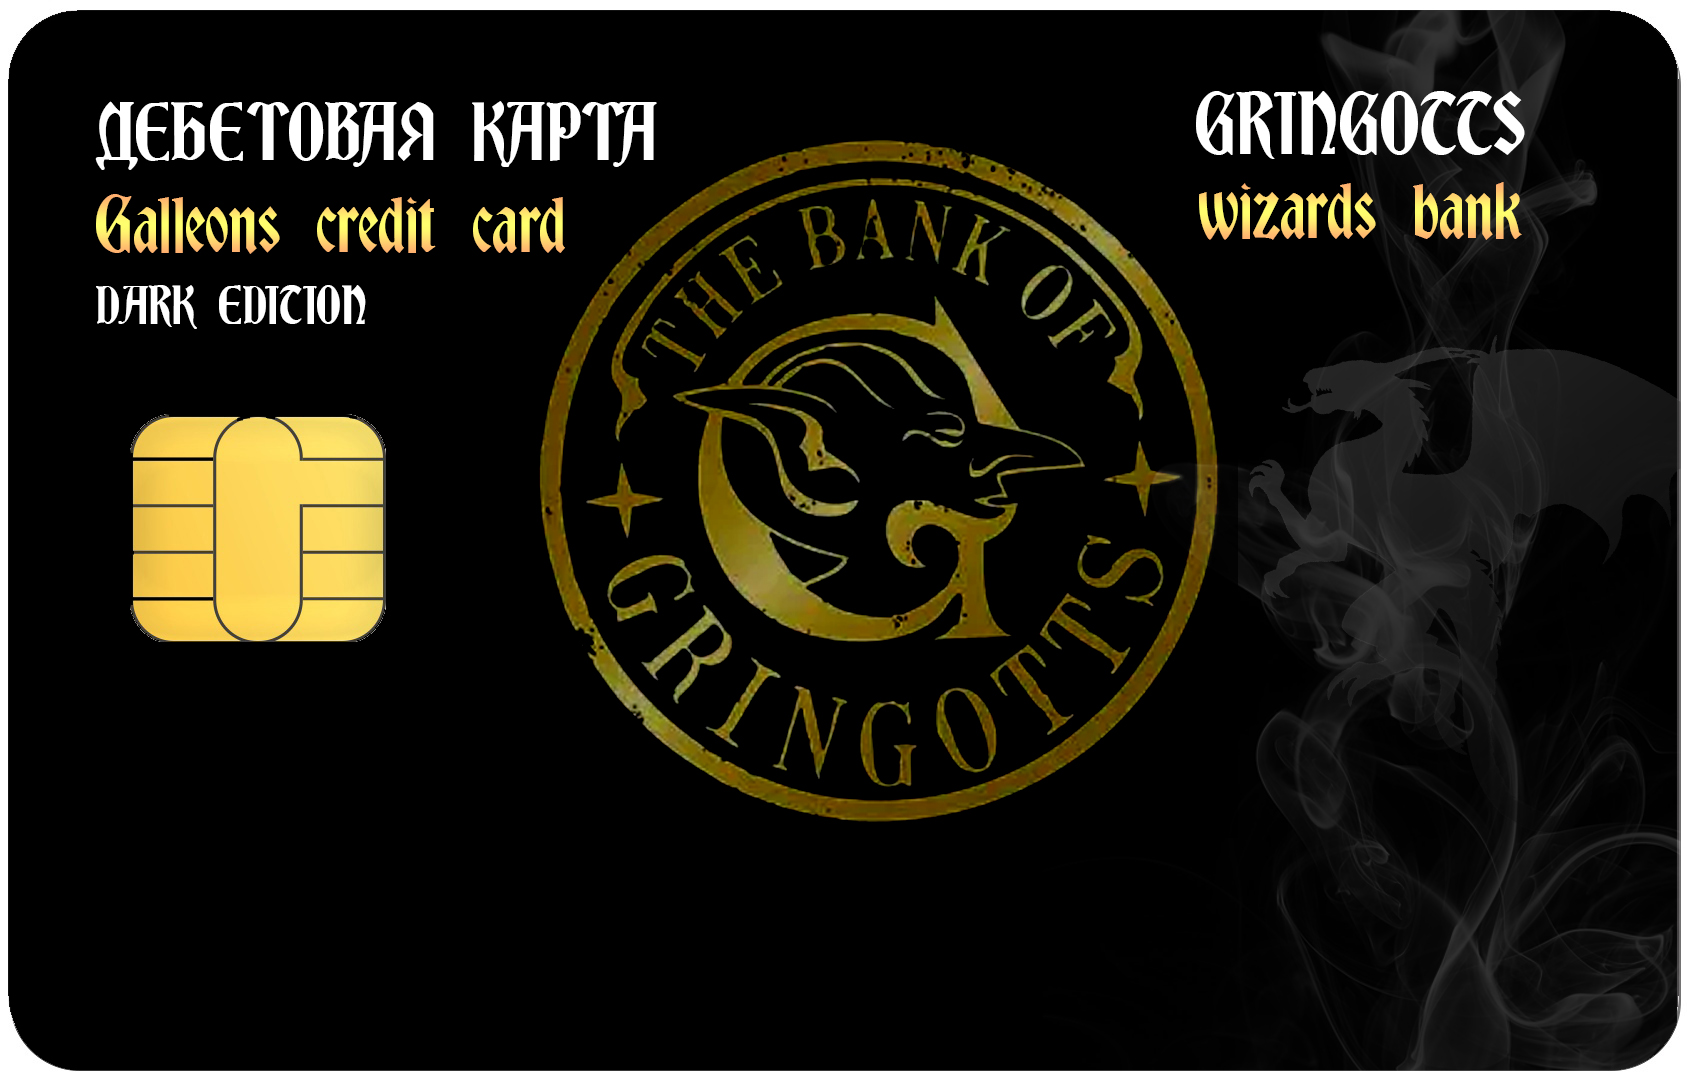 ДЕБЕТОВАЯ КАРТА
Galleons credit card
DARK EDITION
GRINGOTTS
wizards bank
THE BANK OF
GRINGOTTS